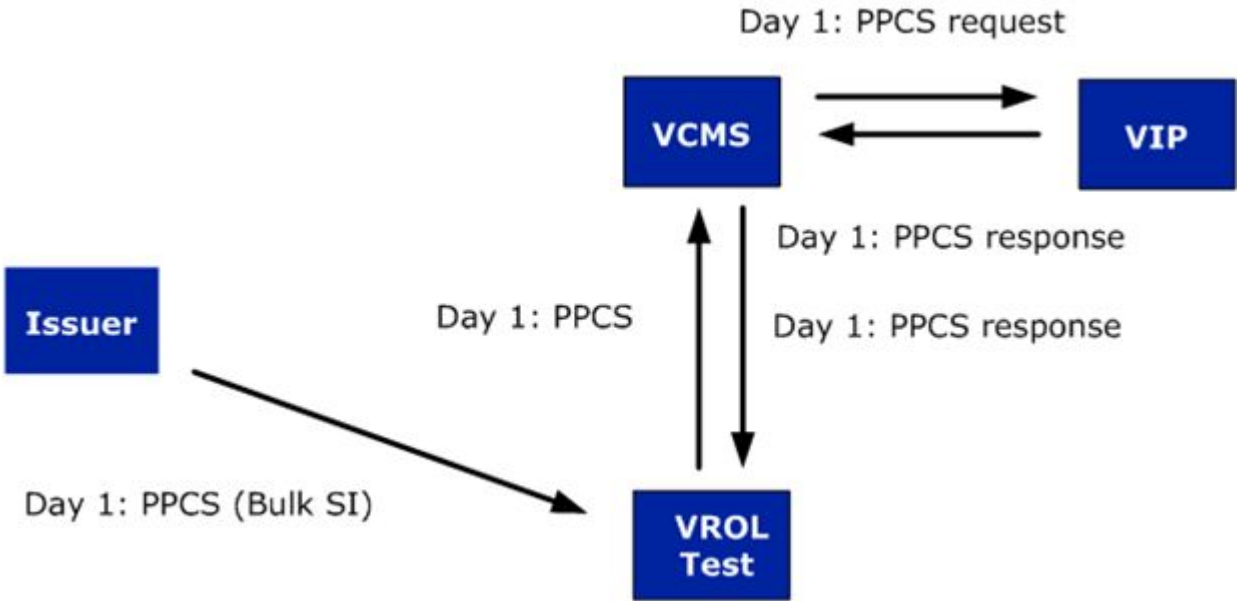 Day 1: PPCS request
VCMS
VIP
Day 1: PPCS response
Issuer
Day 1: PPCS
Day 1: PPCS response
Day 1: PPCS (Bulk SI)
VROL
Test